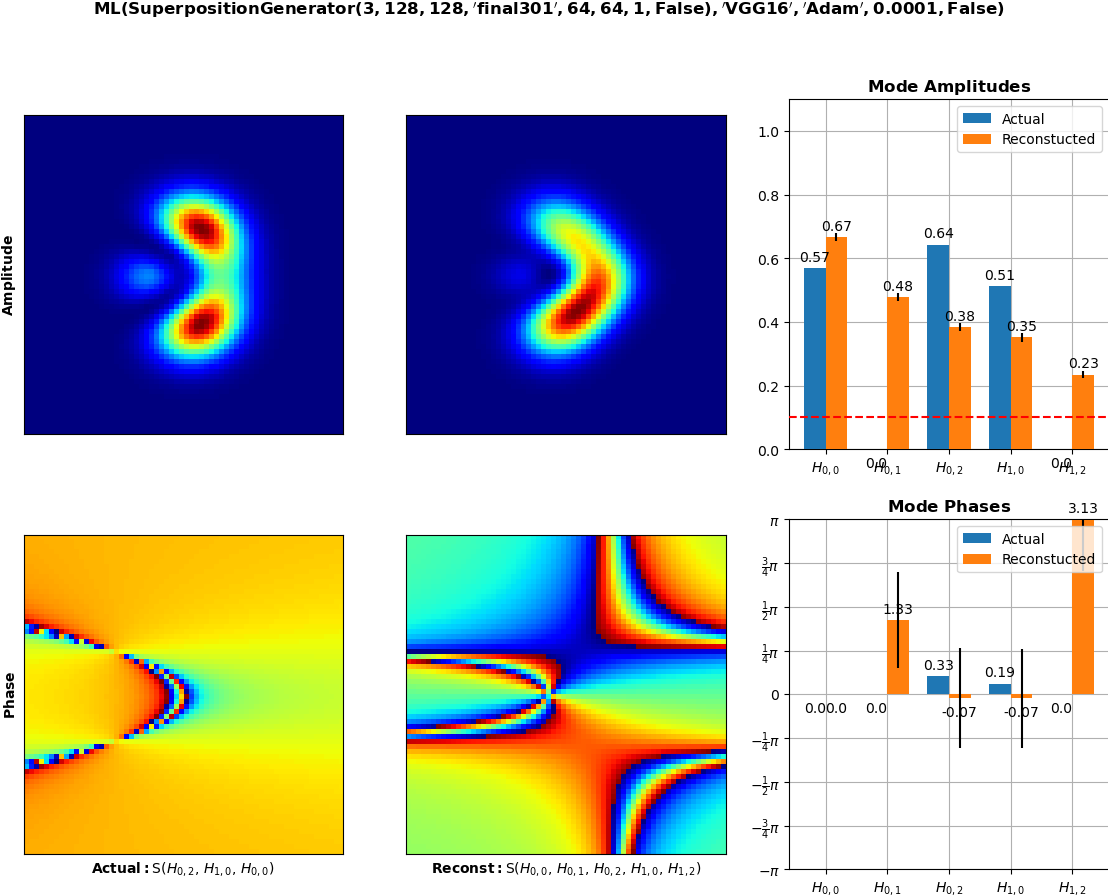 ML(SuperpositionGenerator(3, 128, 128, 'final301', 64, 64, 1, False), 'VGG16', 'Adam', 0.0001, False)
Amplitude
Mode Amplitudes
Actual
Reconstucted
1.0
0.8
0.6
0.4
0.2
0.0
0.57
0.67
0.0
0.48
0.64
0.38
0.51
0.35
0.0
0.23
H0,0
H0,1
H0,2
H1,0
H1,2
Phase
Actual: S(H0,2, H1,0, H0,0)
Reconst: S(H0,0, H0,1, H0,2, H1,0, H1,2)
Mode Phases
Actual
Reconstucted
π
3/4π
1/2π
1/4π
0
−1/4π
−1/2π
−3/4π
−π
0.0
0.0
0.0
1.33
0.33
-0.07
0.19
-0.07
0.0
3.13
H0,0
H0,1
H0,2
H1,0
H1,2